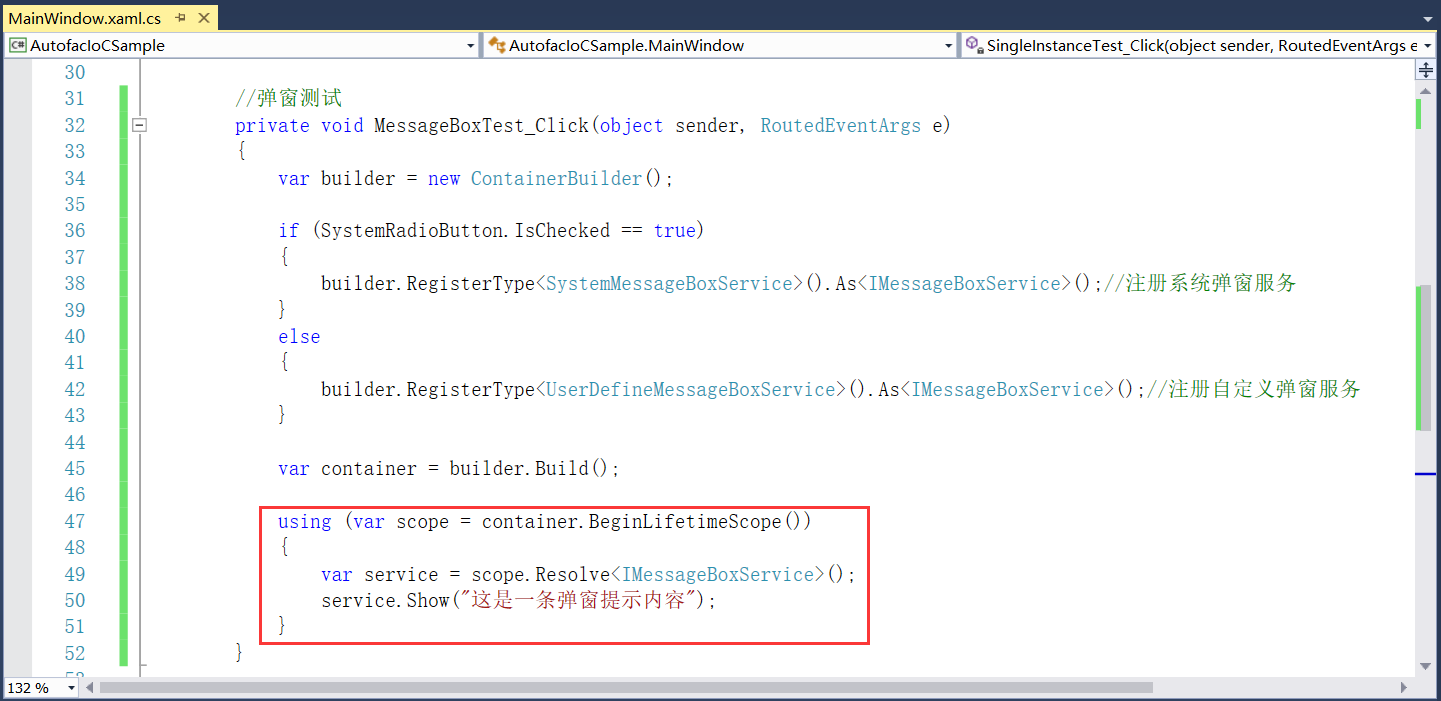 MainWindow.xaml.cs
AutofacIoCSample AutofacIoCSample.MainWindow SingleInstanceTest_Click(object sender, RoutedEventArgs e
30
31 //弹窗测试
32 private void MessageBoxTest_Click(object sender, RoutedEventArgs e)
33 {
34 var builder = new ContainerBuilder();
35
36 if (SystemRadioButton.IsChecked == true)
37 {
38 builder.RegisterType<SystemMessageBoxService>().As<IMessageBoxService>();//注册系统弹窗服务
39 }
40 else
41 {
42 builder.RegisterType<UserDefineMessageBoxService>().As<IMessageBoxService>();//注册自定义弹窗服务
43 }
44
45 var container = builder.Build();
46
47 using (var scope = container.BeginLifetimeScope())
48 {
49 var service = scope.Resolve<IMessageBoxService>();
50 service.Show("这是一条弹窗提示内容");
51 }
52 }
132 %